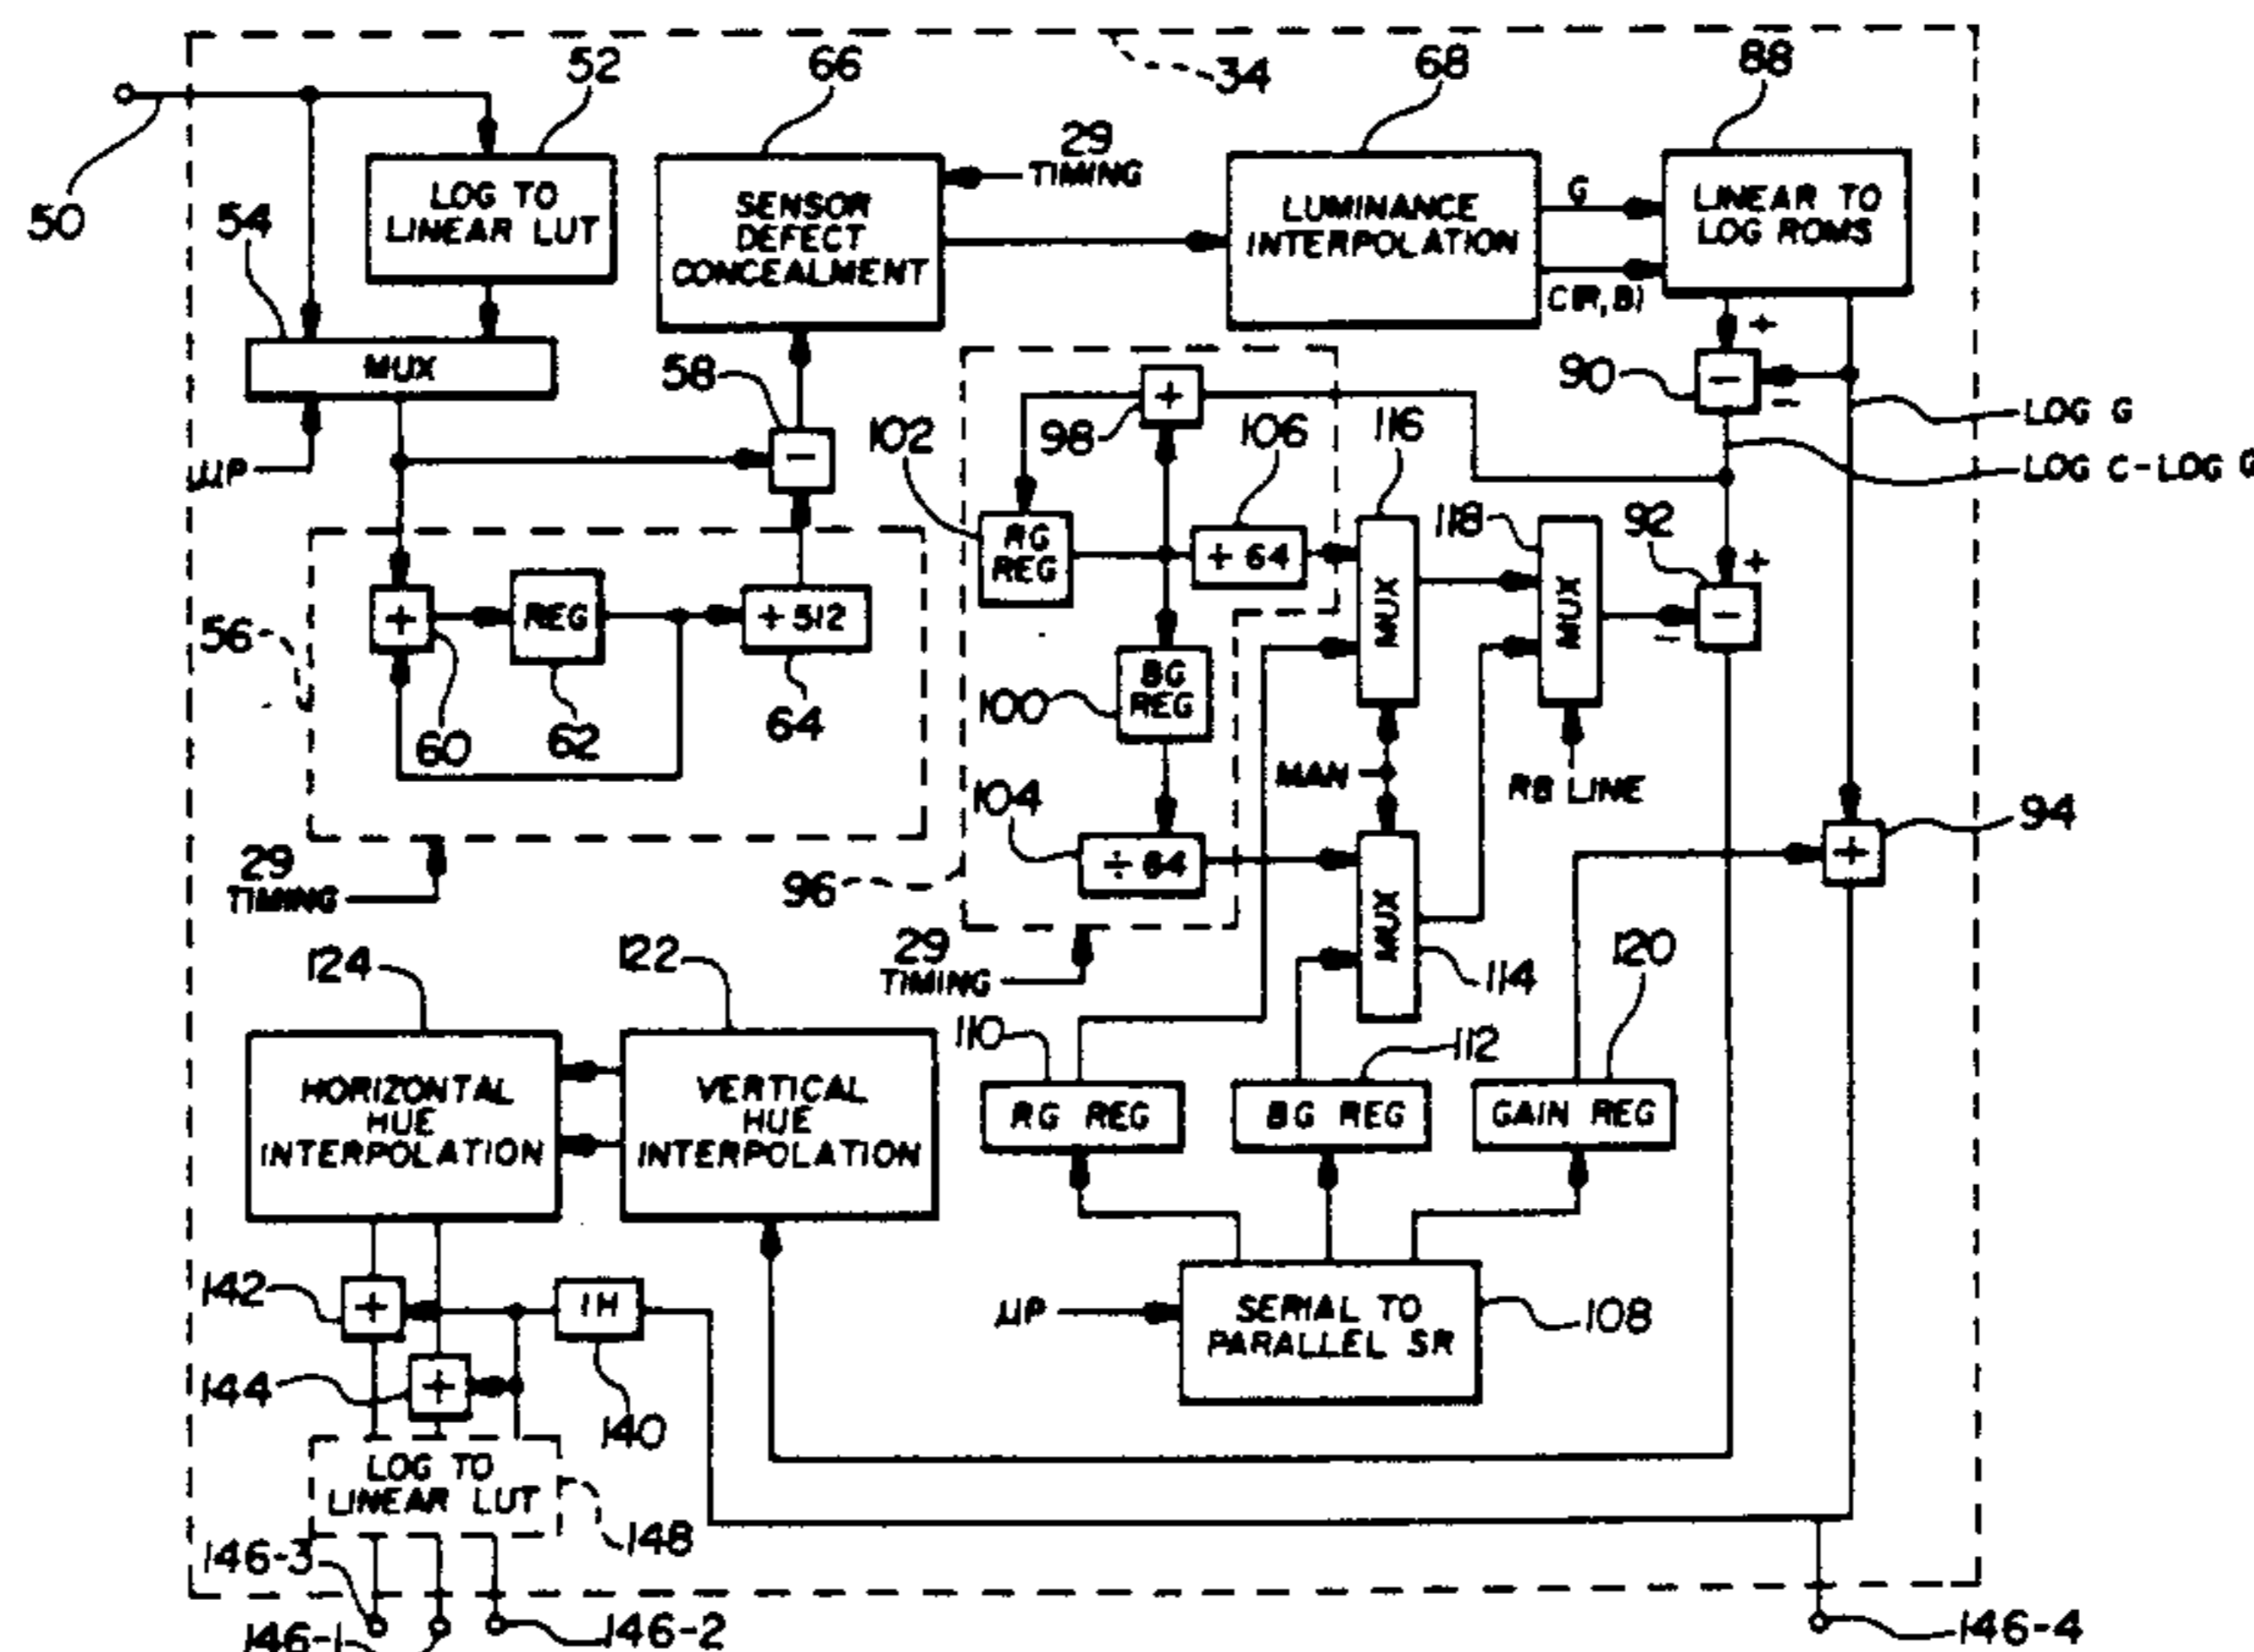 34
52
66
68
88
50
54
LOG TO
LINEAR LUT
29
TIMING
SENSOR
DEFECT
CONCEALMENT
LUMINANCE
INTERPOLATION
G
C(R,B)
LINEAR TO
LOG ROMS
MUX
μP
58
−
102
98
+
106
116
90
+
−
−
LOG G
LOG C-LOG G
56
+
REG
÷ 512
60
62
64
29
TIMING
RG
REG
÷ 64
MUX
118
MUX
92
+
−
−
100
BG
REG
104
÷ 64
MAN
RB LINE
94
+
96
29
TIMING
MUX
114
124
122
110
112
120
HORIZONTAL
HUE
INTERPOLATION
VERTICAL
HUE
INTERPOLATION
RG REG
BG REG
GAIN REG
142
+
1H
μP
SERIAL TO
PARALLEL SR
108
144
+
140
LOG TO
LINEAR LUT
148
146-3
146-1
146-2
146-4